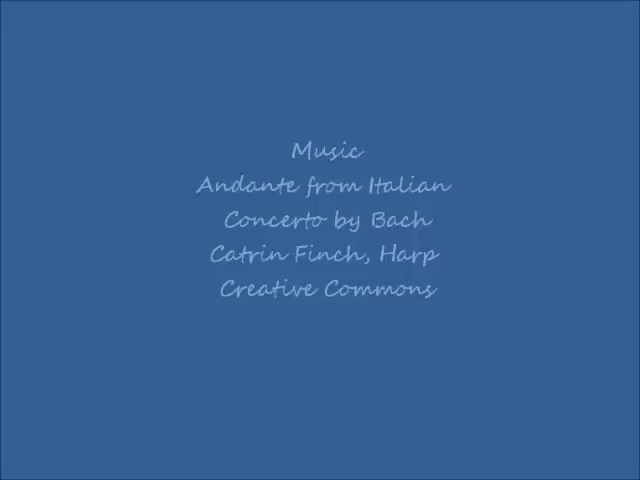 Music
Andante from Italian
Concerto by Bach
Catrin Finch, Harp
Creative Commons